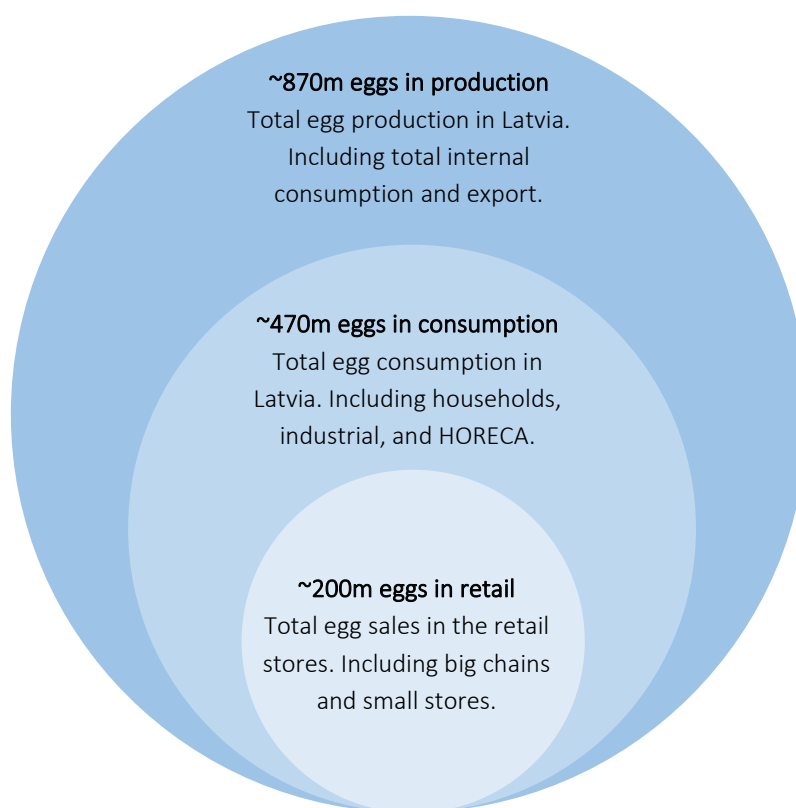 ~870m eggs in production
Total egg production in Latvia.
Including total internal
consumption and export.
~470m eggs in consumption
Total egg consumption in
Latvia. Including households,
industrial, and HORECA.
~200m eggs in retail
Total egg sales in the retail
stores. Including big chains
and small stores.